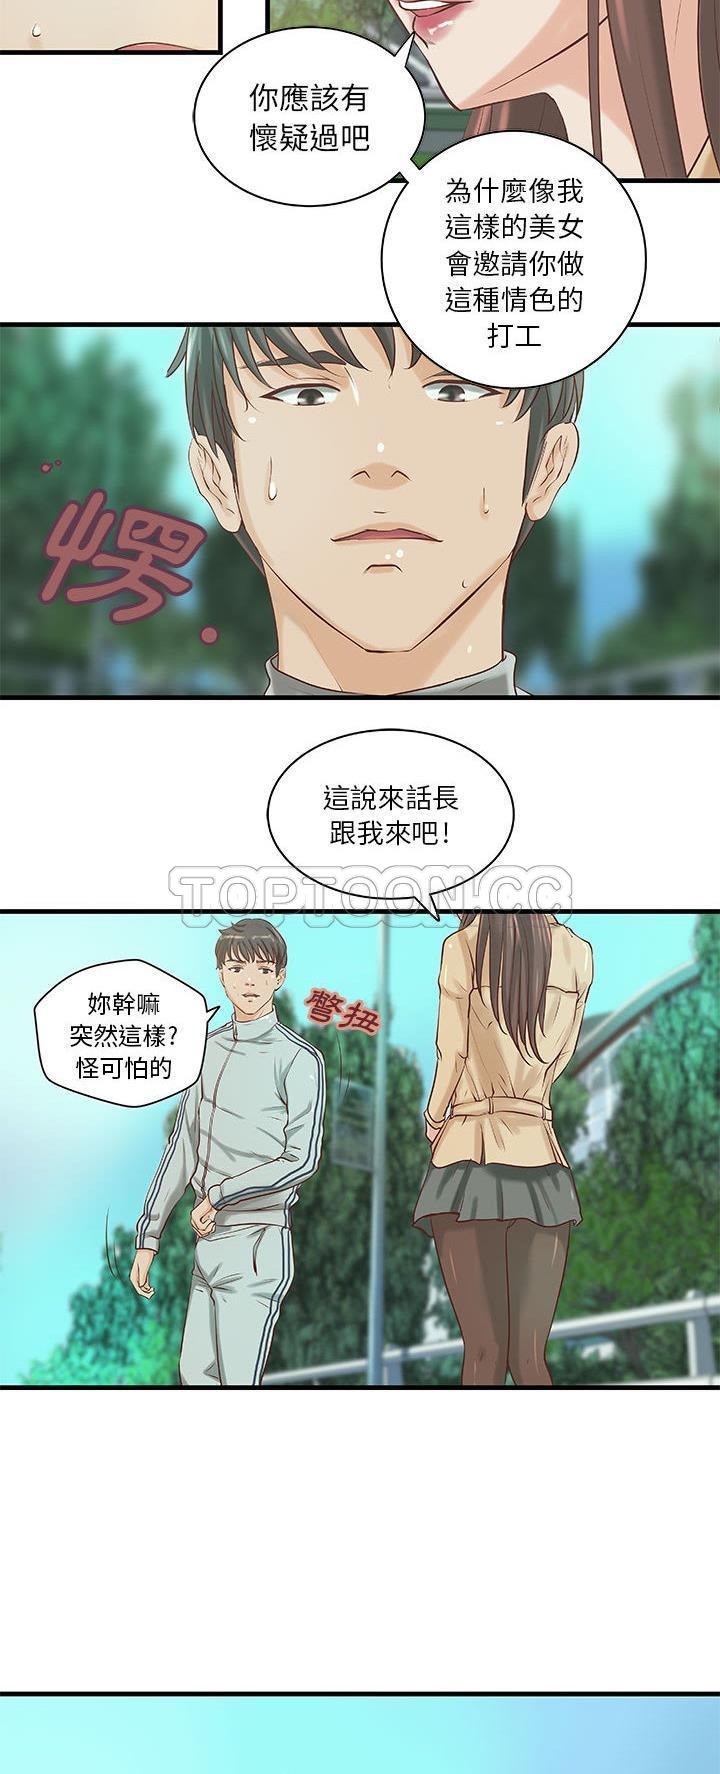 你應該有
懷疑過吧
為什麼像我
這樣的美女
會邀請你做
這種情色的
打工
愣
這說來話長
跟我來吧!
TOPTOON.CC
妳幹嘛
突然這樣?
怪可怕的
彆扭